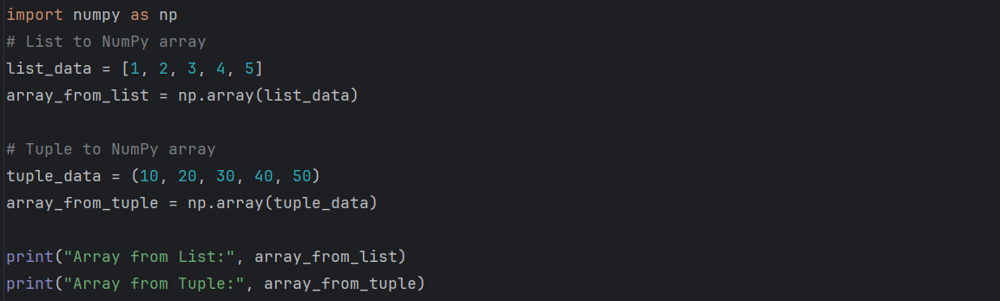 import numpy as np
# List to NumPy array
list_data = [1, 2, 3, 4, 5]
array_from_list = np.array(list_data)
# Tuple to NumPy array
tuple_data = (10, 20, 30, 40, 50)
array_from_tuple = np.array(tuple_data)
print("Array from List:", array_from_list)
print("Array from Tuple:", array_from_tuple)